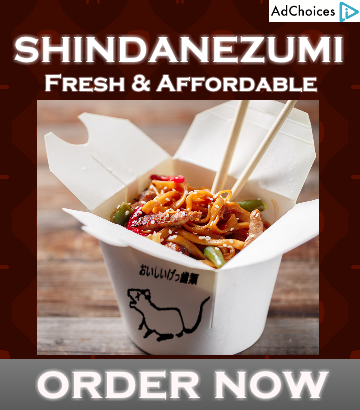 AdChoices
SHINDANEZUMI
FRESH & AFFORDABLE
おいしいげっ歯類
ORDER NOW